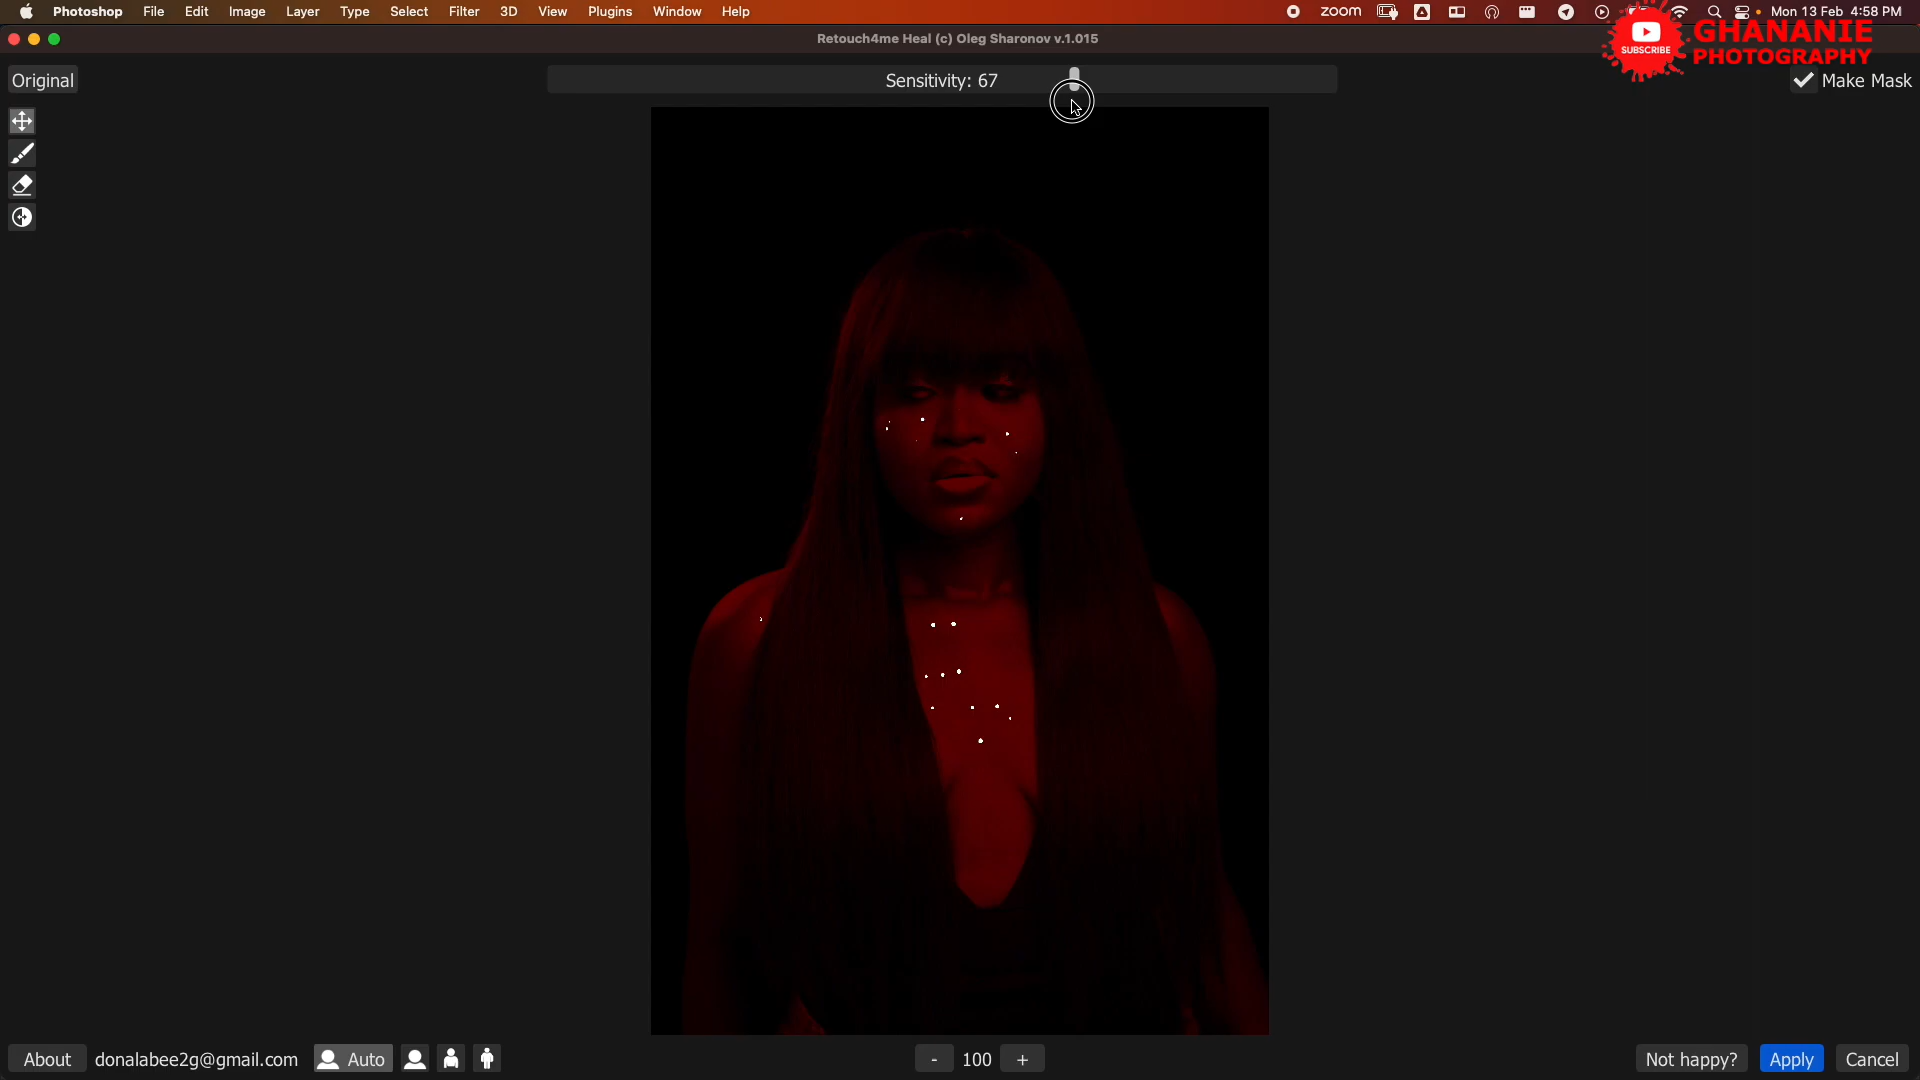 Photoshop File Edit Image Layer Type Select Filter 3D View Plugins Window Help zoom Mon 13 Feb 4:58 PM
Retouch4me Heal (c) Oleg Sharonov v.1.015
SUBSCRIBE
GHANANIE
PHOTOGRAPHY
Original Sensitivity: 67 Make Mask
About donalabee2g@gmail.com Auto - 100 + Not happy? Apply Cancel